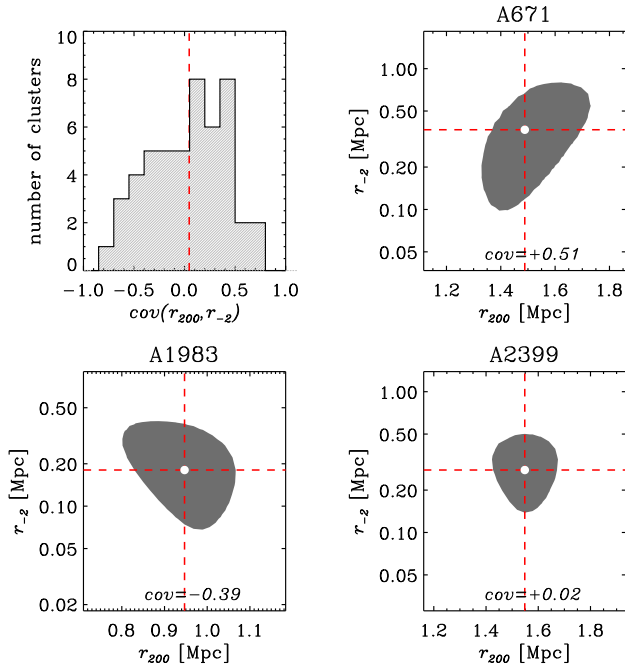 A671
10
8
6
4
2
0
number of clusters
-1.0 -0.5 0.0 0.5 1.0
cov(r200,r-2)
1.00
0.50
0.20
0.10
0.05
r-2 [Mpc]
cov=+0.51
1.2 1.4 1.6 1.8
r200 [Mpc]
A1983
0.50
0.20
0.10
0.05
0.02
r-2 [Mpc]
cov=-0.39
0.8 0.9 1.0 1.1
r200 [Mpc]
A2399
1.00
0.50
0.20
0.10
0.05
r-2 [Mpc]
cov=+0.02
1.2 1.4 1.6 1.8
r200 [Mpc]